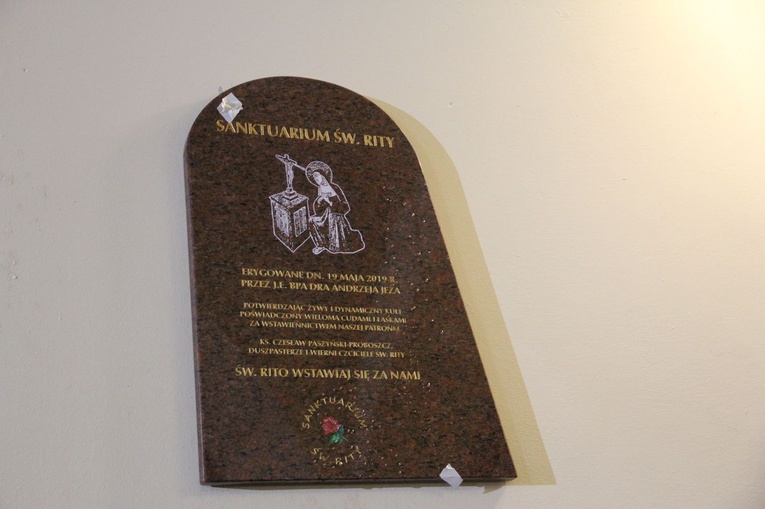 SANKTUARIUM ŚW. RITY
ERYGOWANE DN. 19 MAJA 2019 R.
PRZEZ J.E. BPA DRA ANDRZEJA JEŻA
POTWIERDZAJĄC ŻYWY I DYNAMICZNY KULT
POŚWIADCZONY WIELOMA CUDAMI I ŁASKAMI
ZA WSTAWIENNICTWEM NASZEJ PATRONKI
KS. CZESŁAW PASZYŃSKI-PROBOSZCZ,
DUSZPASTERZE I WIERNI CZCICIELE ŚW. RITY
ŚW. RITO WSTAWIAJ SIĘ ZA NAMI
SANKTUARIUM
ŚW. RITY